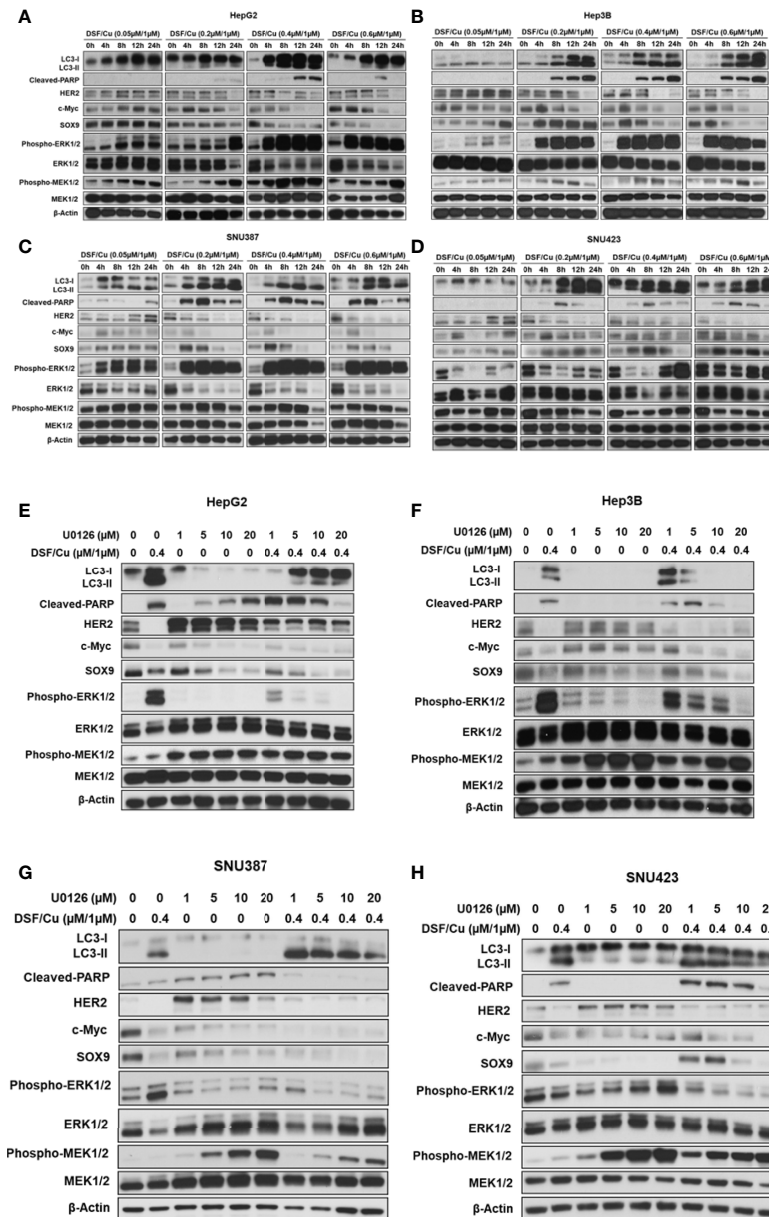 A
HepG2
DSF/Cu (0.05µM/1µM) DSF/Cu (0.2µM/1µM) DSF/Cu (0.4µM/1µM) DSF/Cu (0.6µM/1µM)
0h 4h 8h 12h 24h 0h 4h 8h 12h 24h 0h 4h 8h 12h 24h 0h 4h 8h 12h 24h
LC3-I
LC3-II
Cleaved-PARP
HER2
c-Myc
SOX9
Phospho-ERK1/2
ERK1/2
Phospho-MEK1/2
MEK1/2
β-Actin
B
Hep3B
DSF/Cu (0.05µM/1µM) DSF/Cu (0.2µM/1µM) DSF/Cu (0.4µM/1µM) DSF/Cu (0.6µM/1µM)
0h 4h 8h 12h 24h 0h 4h 8h 12h 24h 0h 4h 8h 12h 24h 0h 4h 8h 12h 24h
C
SNU387
DSF/Cu (0.05µM/1µM) DSF/Cu (0.2µM/1µM) DSF/Cu (0.4µM/1µM) DSF/Cu (0.6µM/1µM)
0h 4h 8h 12h 24h 0h 4h 8h 12h 24h 0h 4h 8h 12h 24h 0h 4h 8h 12h 24h
LC3-I
LC3-II
Cleaved-PARP
HER2
c-Myc
SOX9
Phospho-ERK1/2
ERK1/2
Phospho-MEK1/2
MEK1/2
β-Actin
D
SNU423
DSF/Cu (0.05µM/1µM) DSF/Cu (0.2µM/1µM) DSF/Cu (0.4µM/1µM) DSF/Cu (0.6µM/1µM)
0h 4h 8h 12h 24h 0h 4h 8h 12h 24h 0h 4h 8h 12h 24h 0h 4h 8h 12h 24h
E
HepG2
U0126 (µM) 0 0 1 5 10 20 1 5 10 20
DSF/Cu (µM/1µM) 0 0.4 0 0 0 0 0.4 0.4 0.4 0.4
LC3-I
LC3-II
Cleaved-PARP
HER2
c-Myc
SOX9
Phospho-ERK1/2
ERK1/2
Phospho-MEK1/2
MEK1/2
β-Actin
F
Hep3B
U0126 (µM) 0 0 1 5 10 20 1 5 10 20
DSF/Cu (µM/1µM) 0 0.4 0 0 0 0 0.4 0.4 0.4 0.4
LC3-I
LC3-II
Cleaved-PARP
HER2
c-Myc
SOX9
Phospho-ERK1/2
ERK1/2
Phospho-MEK1/2
MEK1/2
β-Actin
G
SNU387
U0126 (µM) 0 0 1 5 10 20 1 5 10 20
DSF/Cu (µM/1µM) 0 0.4 0 0 0 0 0.4 0.4 0.4 0.4
LC3-I
LC3-II
Cleaved-PARP
HER2
c-Myc
SOX9
Phospho-ERK1/2
ERK1/2
Phospho-MEK1/2
MEK1/2
β-Actin
H
SNU423
U0126 (µM) 0 0 1 5 10 20 1 5 10 2
DSF/Cu (µM/1µM) 0 0.4 0 0 0 0 0.4 0.4 0.4 0.
LC3-I
LC3-II
Cleaved-PARP
HER2
c-Myc
SOX9
Phospho-ERK1/2
ERK1/2
Phospho-MEK1/2
MEK1/2
β-Actin